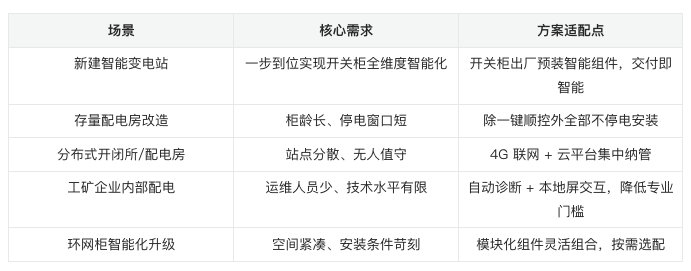 场景 核心需求 方案适配点
新建智能变电站 一步到位实现开关柜全维度智能化 开关柜出厂预装智能组件，交付即
智能
存量配电房改造 柜龄长、停电窗口短 除一键顺控外全部不停电安装
分布式开闭所/配电房 站点分散、无人值守 4G 联网 + 云平台集中纳管
工矿企业内部配电 运维人员少、技术水平有限 自动诊断 + 本地屏交互，降低专业
门槛
环网柜智能化升级 空间紧凑、安装条件苛刻 模块化组件灵活组合，按需选配